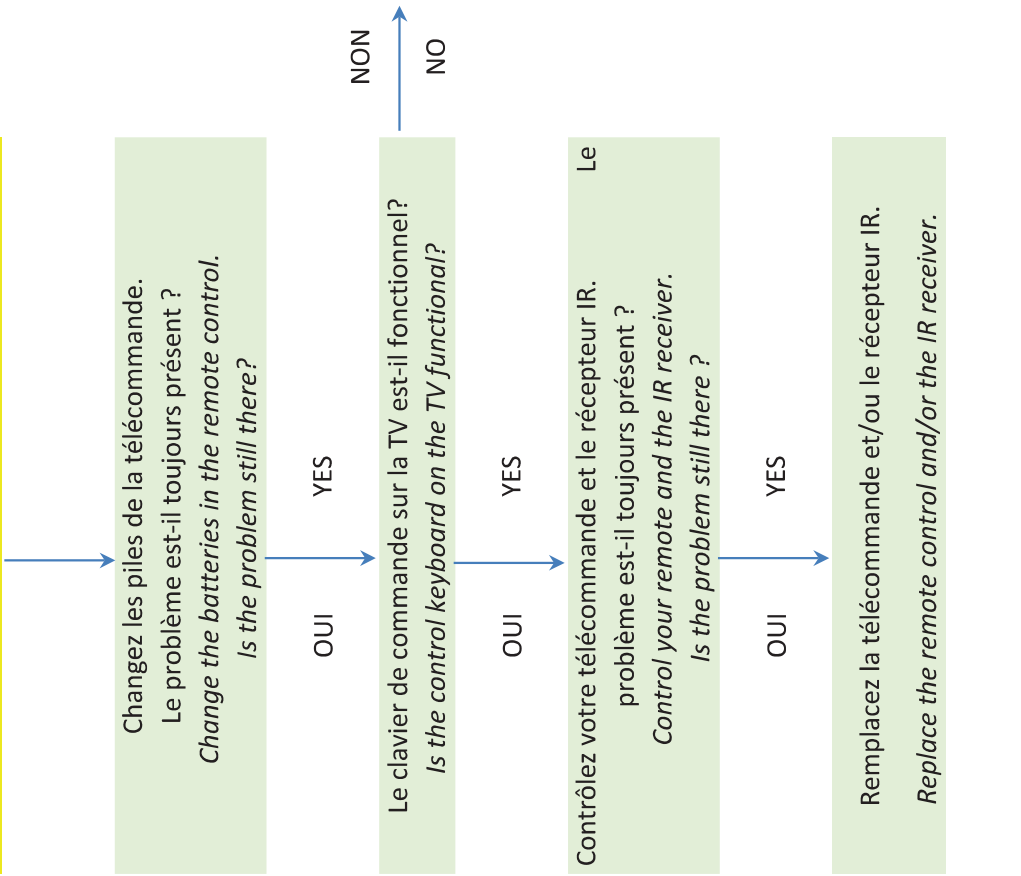 Changez les piles de la télécommande.
Le problème est-il toujours présent ?
Change the batteries in the remote control.
Is the problem still there?
OUI YES
Le clavier de commande sur la TV est-il fonctionnel?
Is the control keyboard on the TV functional?
NON
NO
OUI YES
Contrôlez votre télécommande et le récepteur IR. Le
problème est-il toujours présent ?
Control your remote and the IR receiver.
Is the problem still there ?
OUI YES
Remplacez la télécommande et/ou le récepteur IR.
Replace the remote control and/or the IR receiver.